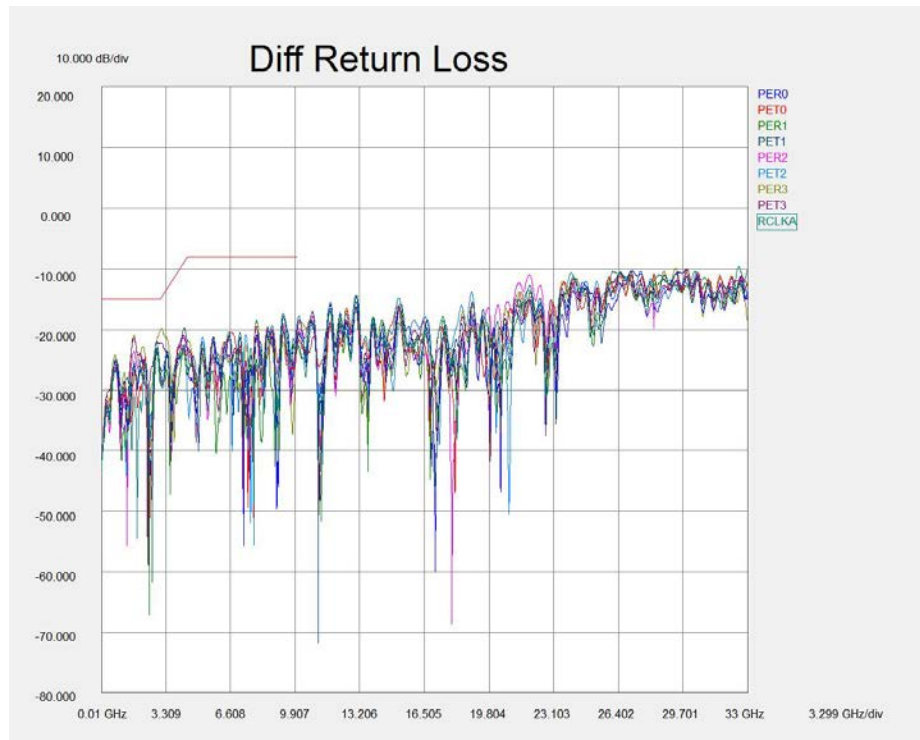 Diff Return Loss
10.000 dB/div
20.000
10.000
0.000
-10.000
-20.000
-30.000
-40.000
-50.000
-60.000
-70.000
-80.000
PER0
PET0
PER1
PET1
PER2
PET2
PER3
PET3
RCLKA
0.01 GHz 3.309 6.608 9.907 13.206 16.505 19.804 23.103 26.402 29.701 33 GHz 3.299 GHz/div